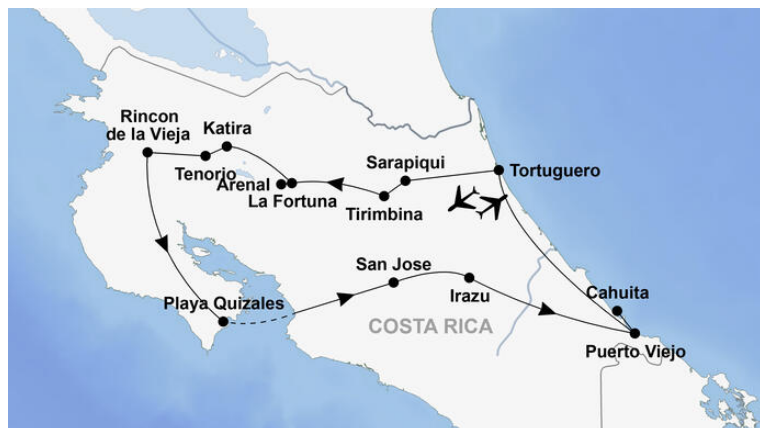 Rincon
de la Vieja
Katira
Tenorio
Arenal
La Fortuna
Sarapiqui
Tirimbina
Tortuguero
San Jose
Irazu
Cahuita
Playa Quizales
COSTA RICA
Puerto Viejo